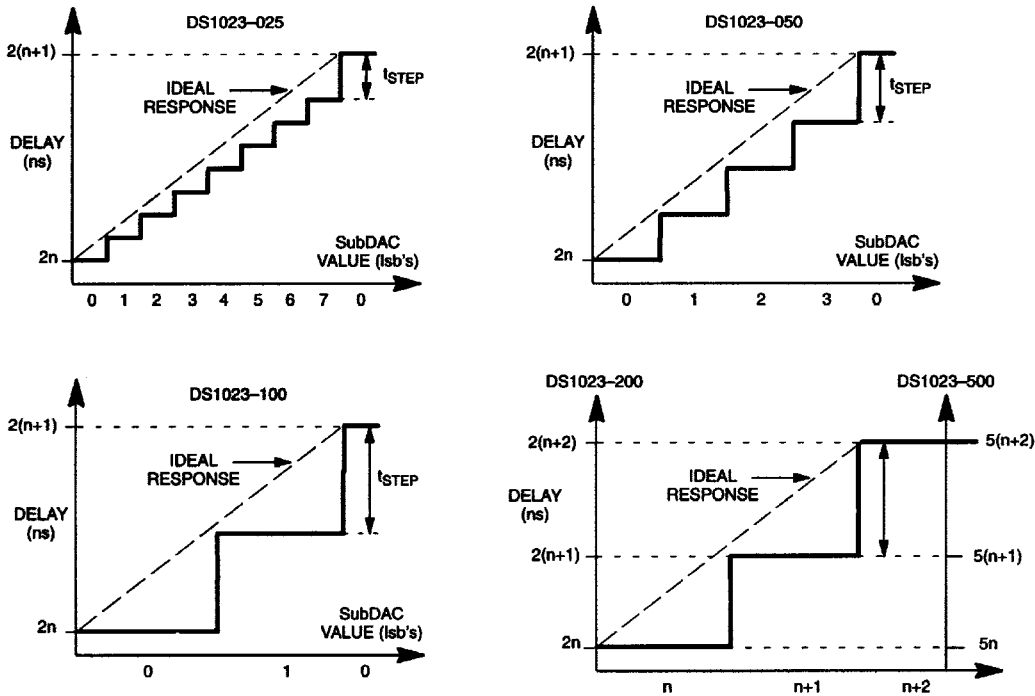 DS1023–025
2(n+1)
IDEAL
RESPONSE
tSTEP
DELAY
(ns)
2n
SubDAC
VALUE (lsb's)
0 1 2 3 4 5 6 7 0
DS1023–050
2(n+1)
IDEAL
RESPONSE
tSTEP
DELAY
(ns)
2n
SubDAC
VALUE (lsb's)
0 1 2 3 0
DS1023–100
2(n+1)
IDEAL
RESPONSE
tSTEP
DELAY
(ns)
2n
SubDAC
VALUE (lsb's)
0 1 0
DS1023–200
DS1023–500
2(n+2)
5(n+2)
IDEAL
RESPONSE
DELAY
(ns)
2(n+1)
5(n+1)
2n
5n
n n+1 n+2